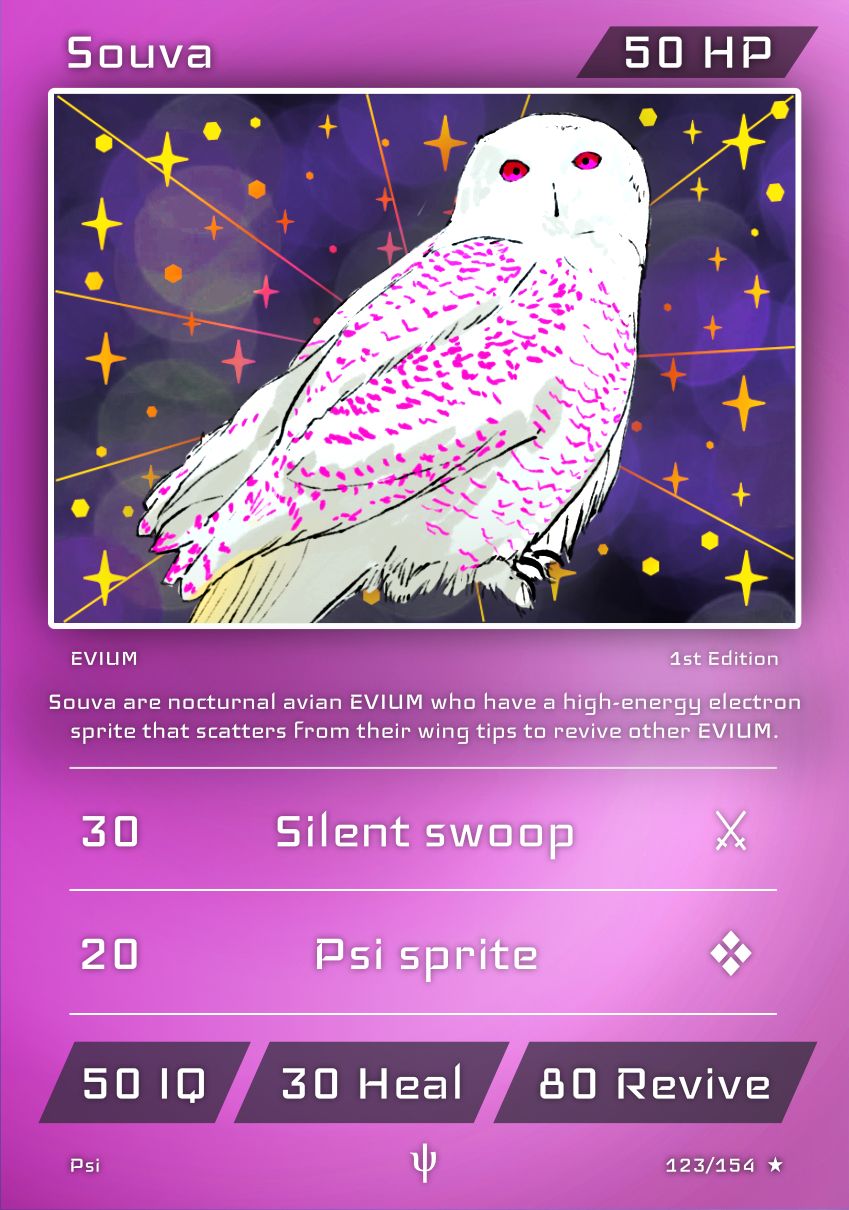 Souva
50 HP
EVIUM
1st Edition
Souva are nocturnal avian EVIUM who have a high-energy electron
sprite that scatters from their wing tips to revive other EVIUM.
30 Silent swoop
20 Psi sprite
50 IQ
30 Heal
80 Revive
Psi ψ 123/154 ★